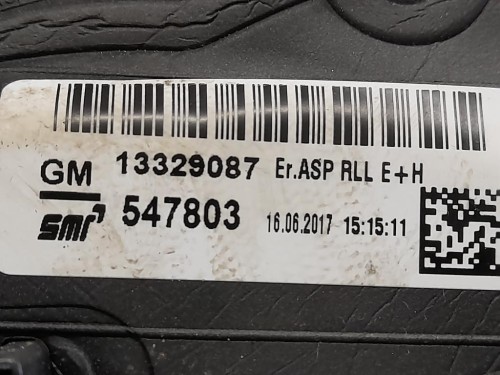 GM 13329087 Er.ASP RLL E+H
smr 547803 16.06.2017 15:15:11